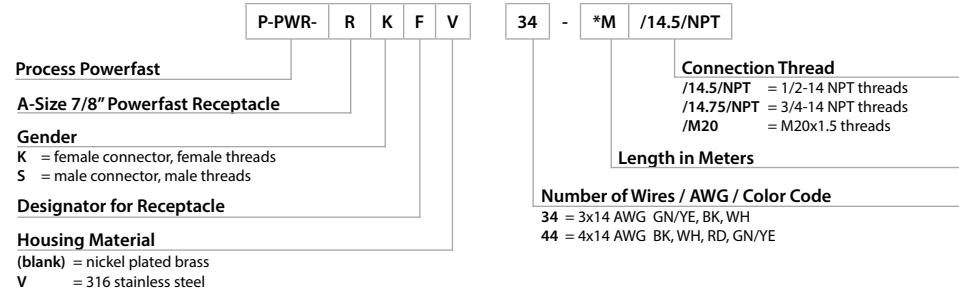 P-PWR- R K F V 34 - *M /14.5/NPT
Process Powerfast
A-Size 7/8" Powerfast Receptacle
Gender
K = female connector, female threads
S = male connector, male threads
Designator for Receptacle
Housing Material
(blank) = nickel plated brass
V = 316 stainless steel
Connection Thread
/14.5/NPT = 1/2-14 NPT threads
/14.75/NPT = 3/4-14 NPT threads
/M20 = M20x1.5 threads
Length in Meters
Number of Wires / AWG / Color Code
34 = 3x14 AWG GN/YE, BK, WH
44 = 4x14 AWG BK, WH, RD, GN/YE